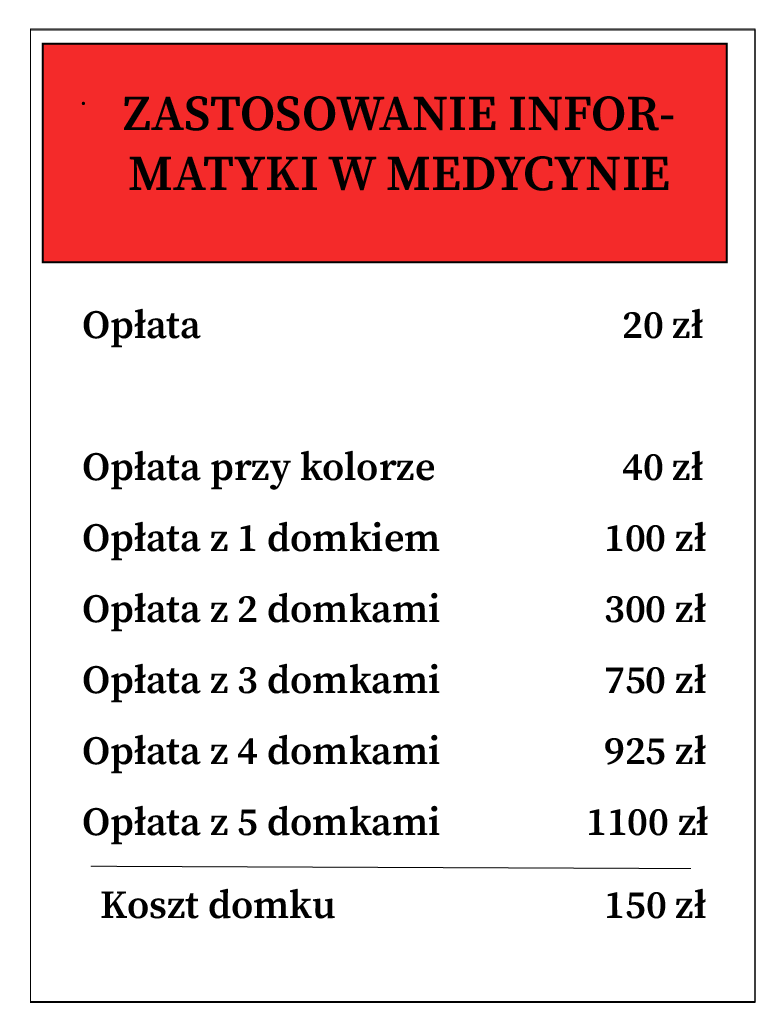 ZASTOSOWANIE INFOR-
MATYKI W MEDYCYNIE
Opłata 20 zł
Opłata przy kolorze 40 zł
Opłata z 1 domkiem 100 zł
Opłata z 2 domkami 300 zł
Opłata z 3 domkami 750 zł
Opłata z 4 domkami 925 zł
Opłata z 5 domkami 1100 zł
Koszt domku 150 zł